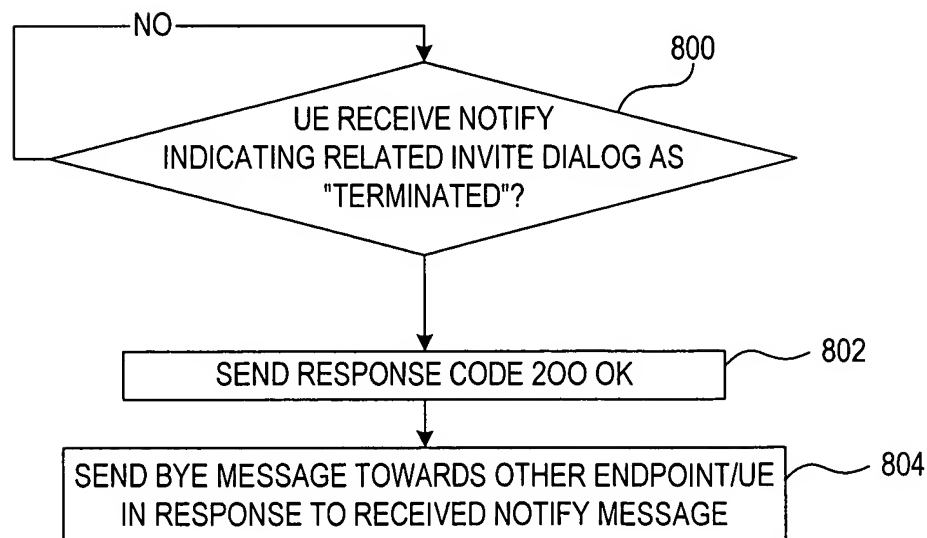 NO
800
UE RECEIVE NOTIFY
INDICATING RELATED INVITE DIALOG AS
"TERMINATED"?
SEND RESPONSE CODE 2OO OK
802
SEND BYE MESSAGE TOWARDS OTHER ENDPOINT/UE
IN RESPONSE TO RECEIVED NOTIFY MESSAGE
804